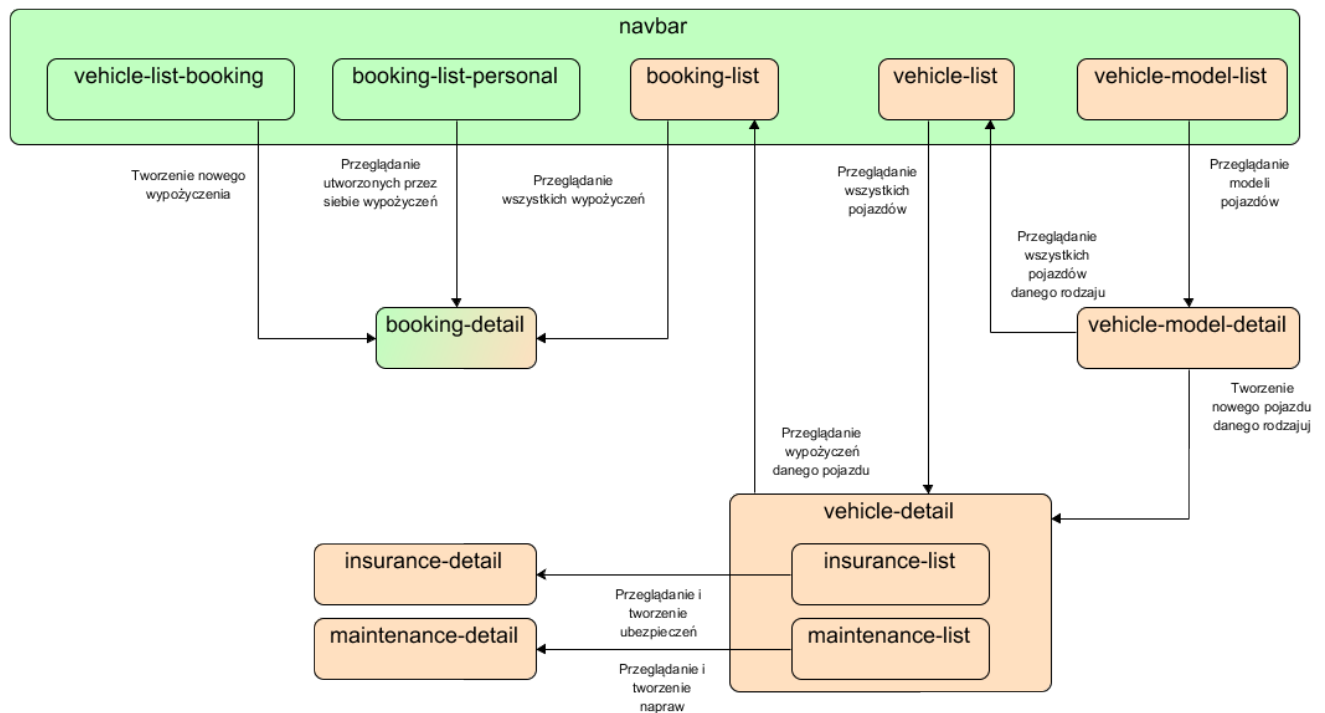 navbar
vehicle-list-booking
booking-list-personal
booking-list
vehicle-list
vehicle-model-list
Tworzenie nowego
wypożyczenia
Przeglądanie
utworzonych przez
siebie wypożyczeń
Przeglądanie
wszystkich wypożyczeń
Przeglądanie
wszystkich
pojazdów
Przeglądanie
modeli
pojazdów
Przeglądanie
wszystkich
pojazdów
danego rodzaju
booking-detail
vehicle-model-detail
Tworzenie
nowego pojazdu
danego rodzajuj
Przeglądanie
wypożyczeń
danego pojazdu
vehicle-detail
insurance-detail
insurance-list
Przeglądanie i
tworzenie
ubezpieczeń
maintenance-detail
maintenance-list
Przeglądanie i
tworzenie
napraw